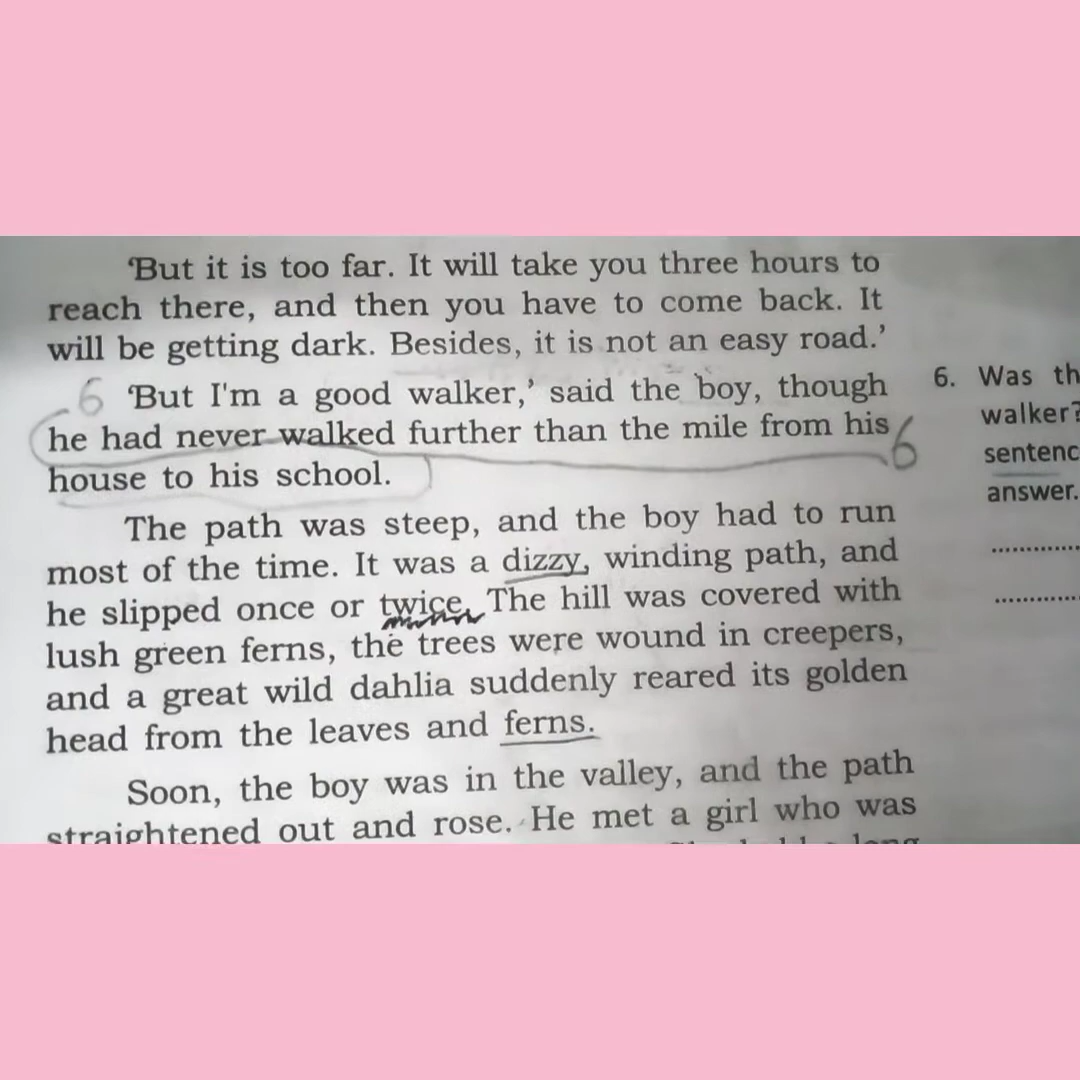 ‘But it is too far. It will take you three hours to
reach there, and then you have to come back. It
will be getting dark. Besides, it is not an easy road.’
6 ‘But I'm a good walker,’ said the boy, though
he had never walked further than the mile from his 6
house to his school.
The path was steep, and the boy had to run
most of the time. It was a dizzy, winding path, and
he slipped once or twice. The hill was covered with
lush green ferns, the trees were wound in creepers,
and a great wild dahlia suddenly reared its golden
head from the leaves and ferns.
Soon, the boy was in the valley, and the path
straightened out and rose. He met a girl who was
6. Was th
walker?
sentenc
answer.